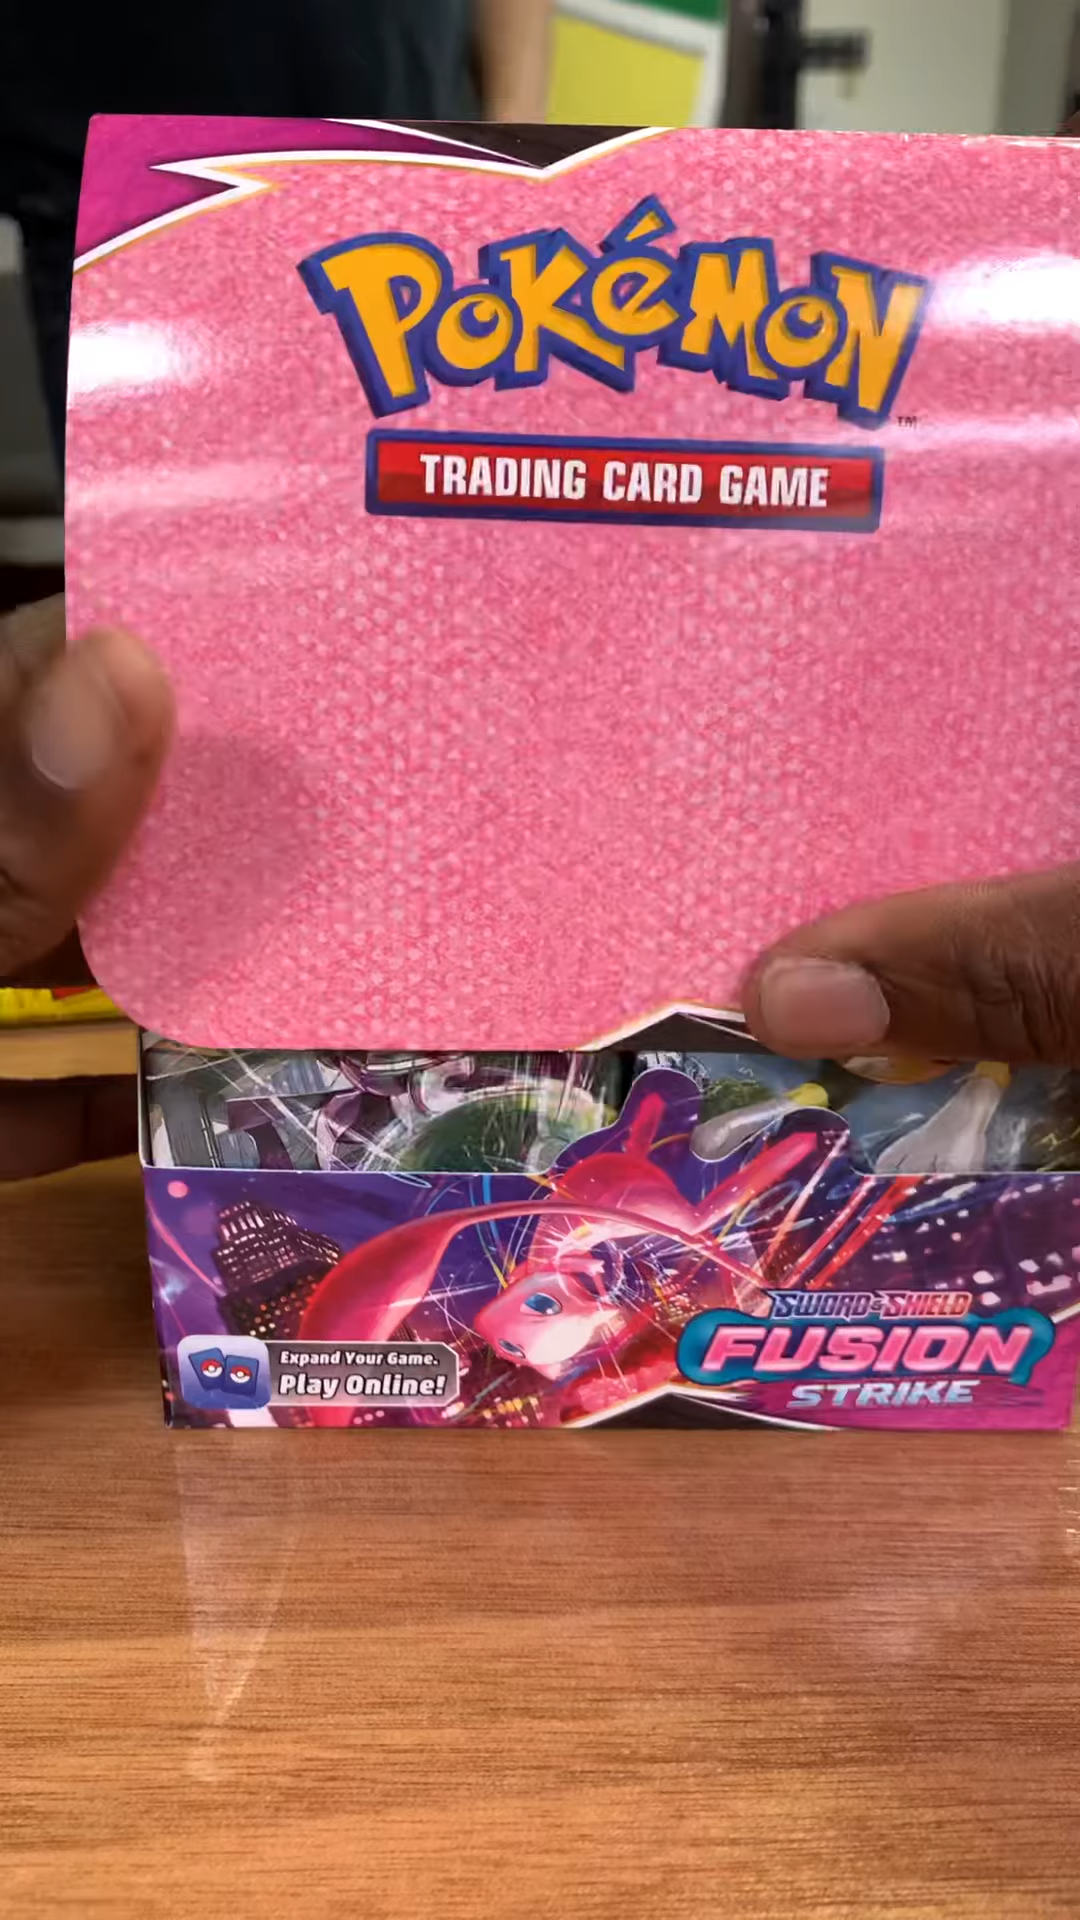 POKéMON
TM
TRADING CARD GAME
SWORD & SHIELD
FUSION
STRIKE
Expand Your Game.
Play Online!